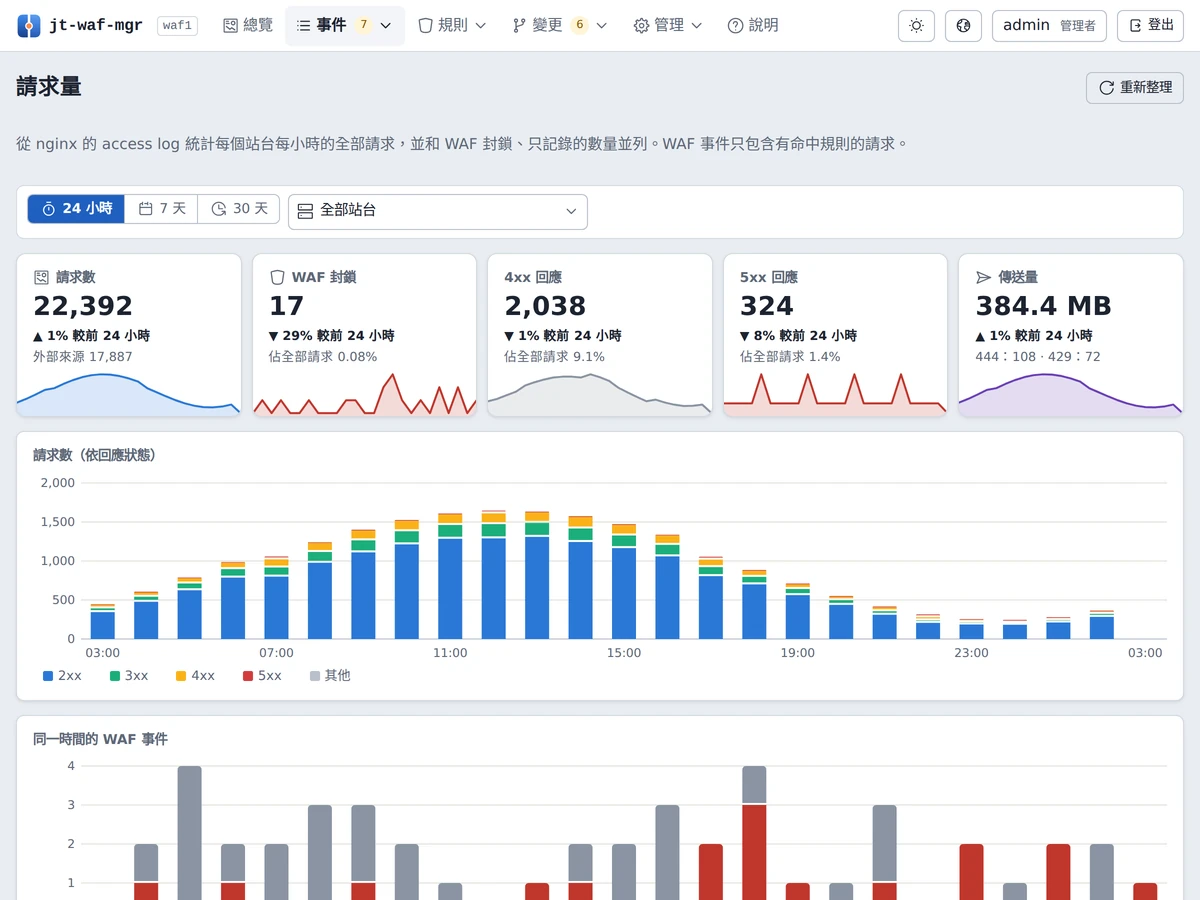 jt-waf-mgr waf1 總覽 事件 7 規則 變更 6 管理 說明 admin 管理者 登出
請求量
重新整理
從 nginx 的 access log 統計每個站台每小時的全部請求，並和 WAF 封鎖、只記錄的數量並列。WAF 事件只包含有命中規則的請求。
24 小時 7 天 30 天 全部站台
請求數
22,392
▲ 1% 較前 24 小時
外部來源 17,887
WAF 封鎖
17
▼ 29% 較前 24 小時
佔全部請求 0.08%
4xx 回應
2,038
▼ 1% 較前 24 小時
佔全部請求 9.1%
5xx 回應
324
▼ 8% 較前 24 小時
佔全部請求 1.4%
傳送量
384.4 MB
▲ 1% 較前 24 小時
444：108 · 429：72
請求數（依回應狀態）
2,000
1,500
1,000
500
0
03:00 07:00 11:00 15:00 19:00 23:00 03:00
2xx 3xx 4xx 5xx 其他
同一時間的 WAF 事件
4
3
2
1